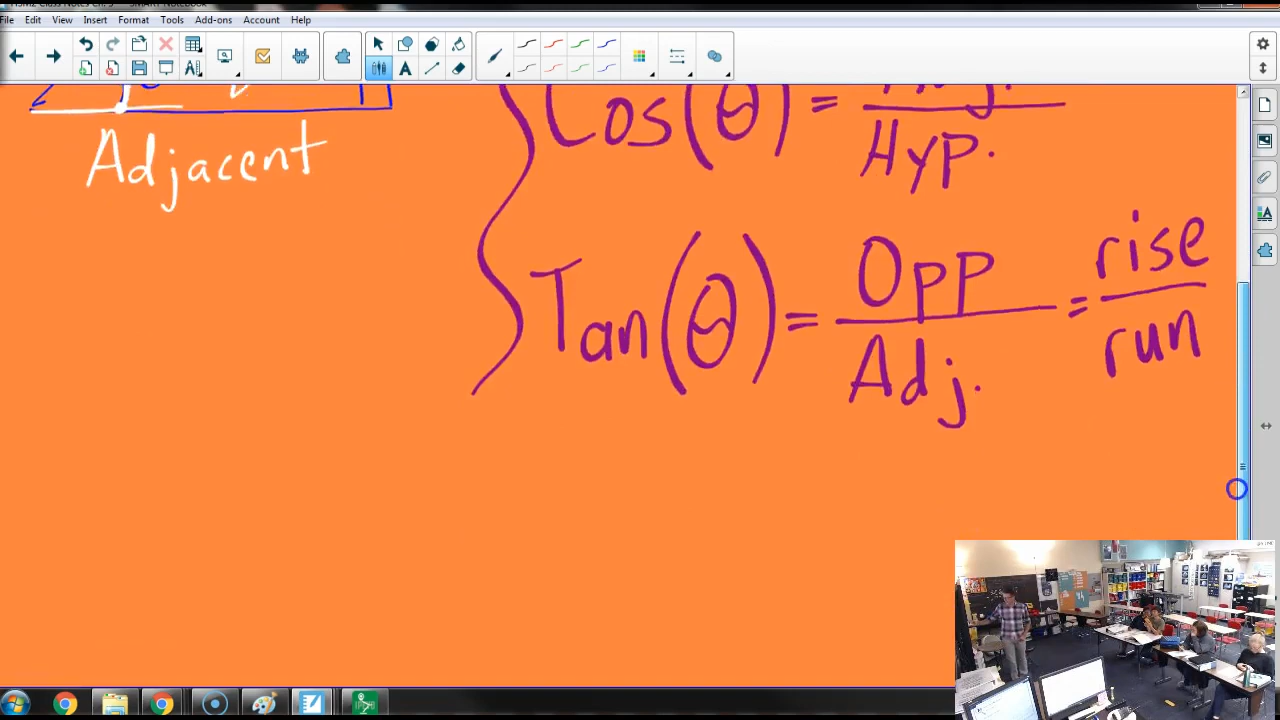 File Edit View Insert Format Tools Add-ons Account Help
Adjacent
Cos(θ) =
Hyp.
Tan(θ) = Opp / Adj. = rise / run